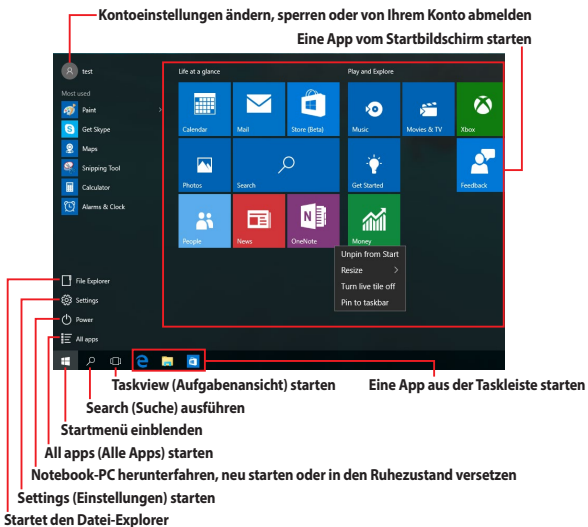 Kontoeinstellungen ändern, sperren oder von Ihrem Konto abmelden
Eine App vom Startbildschirm starten
test
Life at a glance
Play and Explore
Most used
Paint
Get Skype
Maps
Snipping Tool
Calculator
Alarms & Clock
Calendar
Mail
Store (Beta)
Music
Movies & TV
Xbox
Photos
Search
Get Started
Feedback
People
News
OneNote
Money
Unpin from Start
Resize
Turn live tile off
Pin to taskbar
File Explorer
Settings
Power
All apps
Taskview (Aufgabenansicht) starten
Eine App aus der Taskleiste starten
Search (Suche) ausführen
Startmenü einblenden
All apps (Alle Apps) starten
Notebook-PC herunterfahren, neu starten oder in den Ruhezustand versetzen
Settings (Einstellungen) starten
Startet den Datei-Explorer